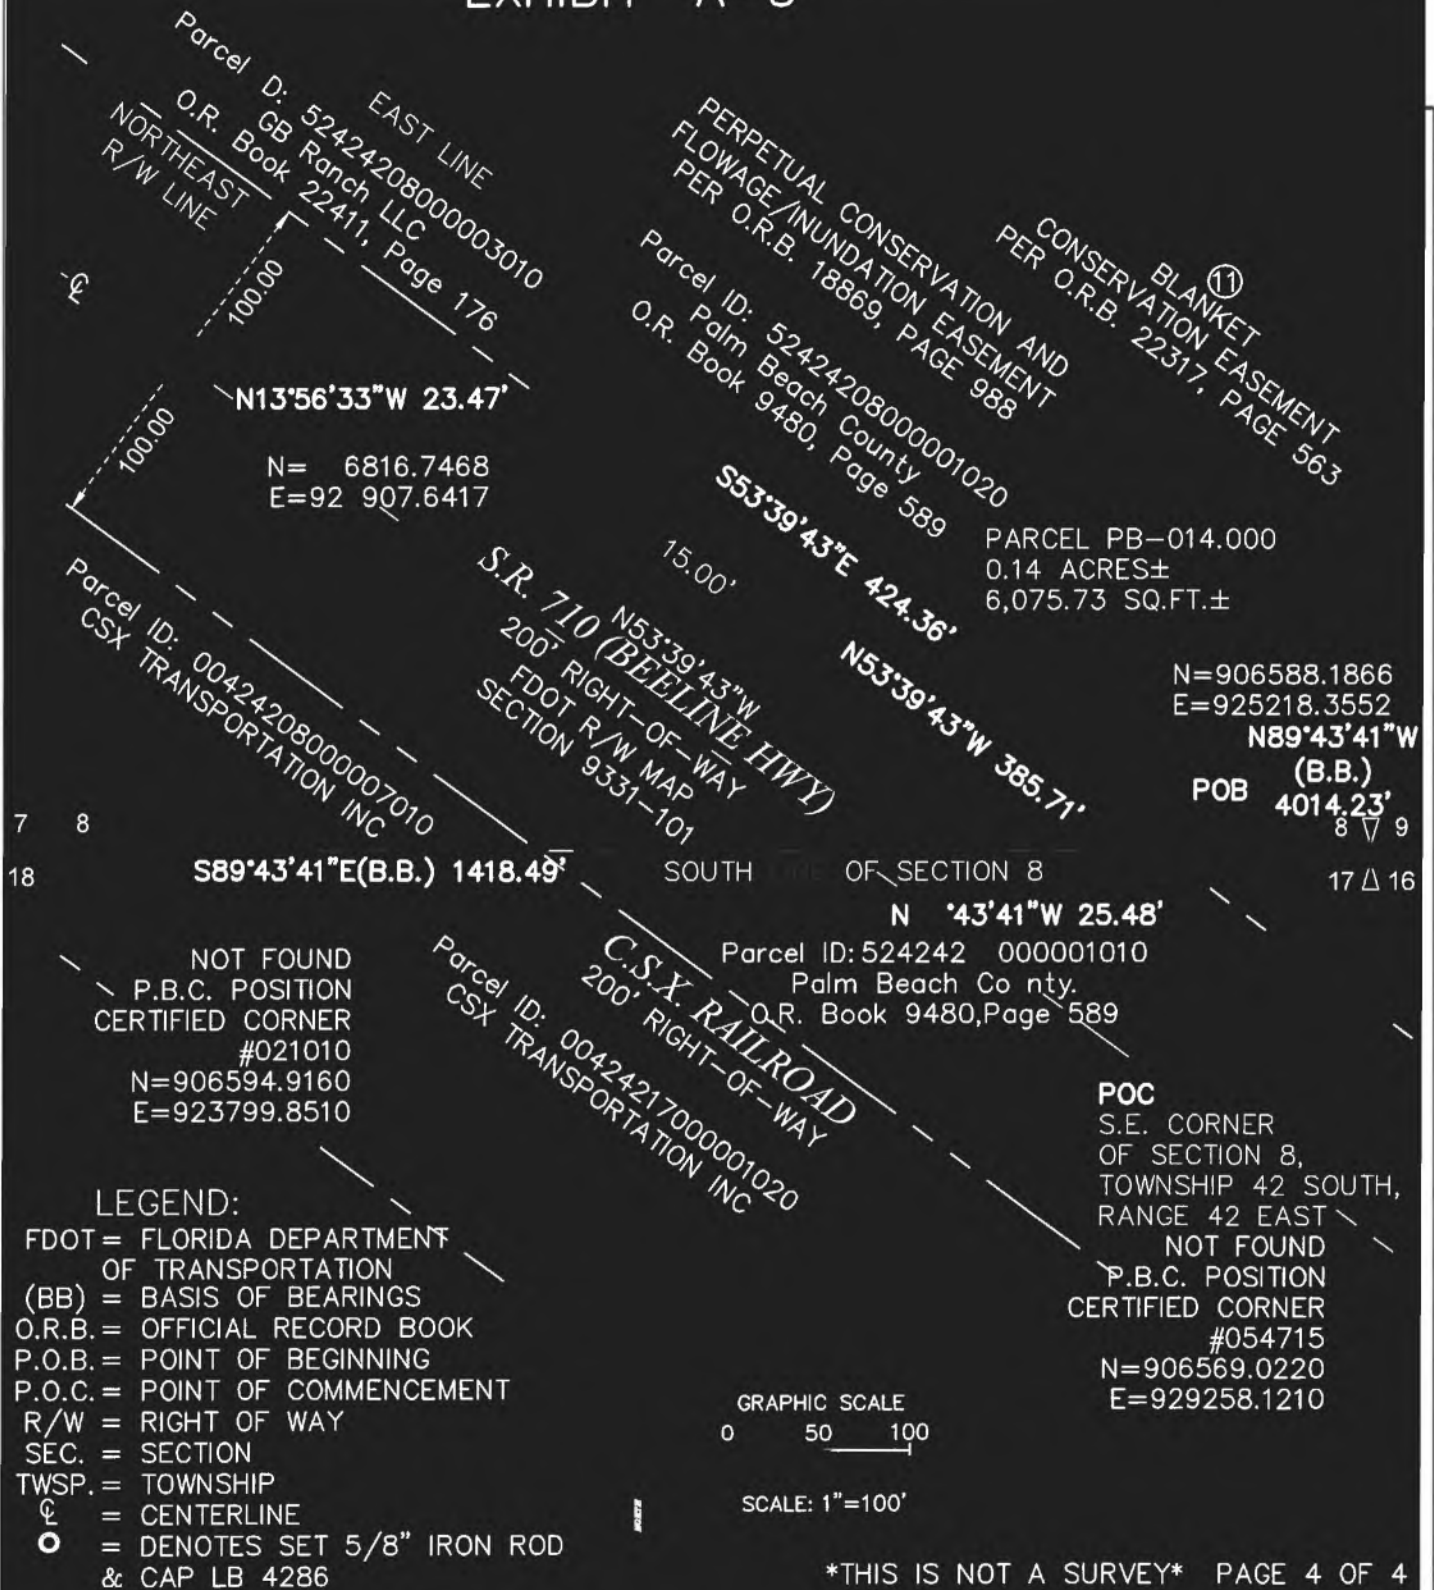 Parcel D: 52424208000003010
GB Ranch LLC
O.R. Book 22411, Page 176
EAST LINE
NORTHEAST
R/W LINE
℄
100.00
100.00
N13°56'33"W 23.47'
N= 6816.7468
E=92 907.6417
PERPETUAL CONSERVATION AND
FLOWAGE/INUNDATION EASEMENT
PER O.R.B. 18869, PAGE 988
11
BLANKET
CONSERVATION EASEMENT
PER O.R.B. 22317, PAGE 563
Parcel ID: 52424208000001020
Palm Beach County
O.R. Book 9480, Page 589
S53°39'43"E 424.36'
15.00'
PARCEL PB-014.000
0.14 ACRES±
6,075.73 SQ.FT.±
N53°39'43"W
S.R. 710 (BEELINE HWY)
200' RIGHT-OF-WAY
FDOT R/W MAP
SECTION 9331-101
N53°39'43"W 385.71'
N=906588.1866
E=925218.3552
N89°43'41"W
(B.B.)
POB 4014.23'
8 9
17 16
Parcel ID: 00424208000007010
CSX TRANSPORTATION INC
7 8
18
S89°43'41"E(B.B.) 1418.49'
SOUTH OF SECTION 8
N °43'41"W 25.48'
Parcel ID: 524242 000001010
Palm Beach Co nty.
O.R. Book 9480,Page 589
NOT FOUND
P.B.C. POSITION
CERTIFIED CORNER
#021010
N=906594.9160
E=923799.8510
C.S.X. RAILROAD
200' RIGHT-OF-WAY
Parcel ID: 00424217000001020
CSX TRANSPORTATION INC
POC
S.E. CORNER
OF SECTION 8,
TOWNSHIP 42 SOUTH,
RANGE 42 EAST
NOT FOUND
P.B.C. POSITION
CERTIFIED CORNER
#054715
N=906569.0220
E=929258.1210
LEGEND:
FDOT = FLORIDA DEPARTMENT
OF TRANSPORTATION
(BB) = BASIS OF BEARINGS
O.R.B. = OFFICIAL RECORD BOOK
P.O.B. = POINT OF BEGINNING
P.O.C. = POINT OF COMMENCEMENT
R/W = RIGHT OF WAY
SEC. = SECTION
TWSP. = TOWNSHIP
℄ = CENTERLINE
O = DENOTES SET 5/8" IRON ROD
& CAP LB 4286
GRAPHIC SCALE
0 50 100
SCALE: 1"=100'
*THIS IS NOT A SURVEY* PAGE 4 OF 4